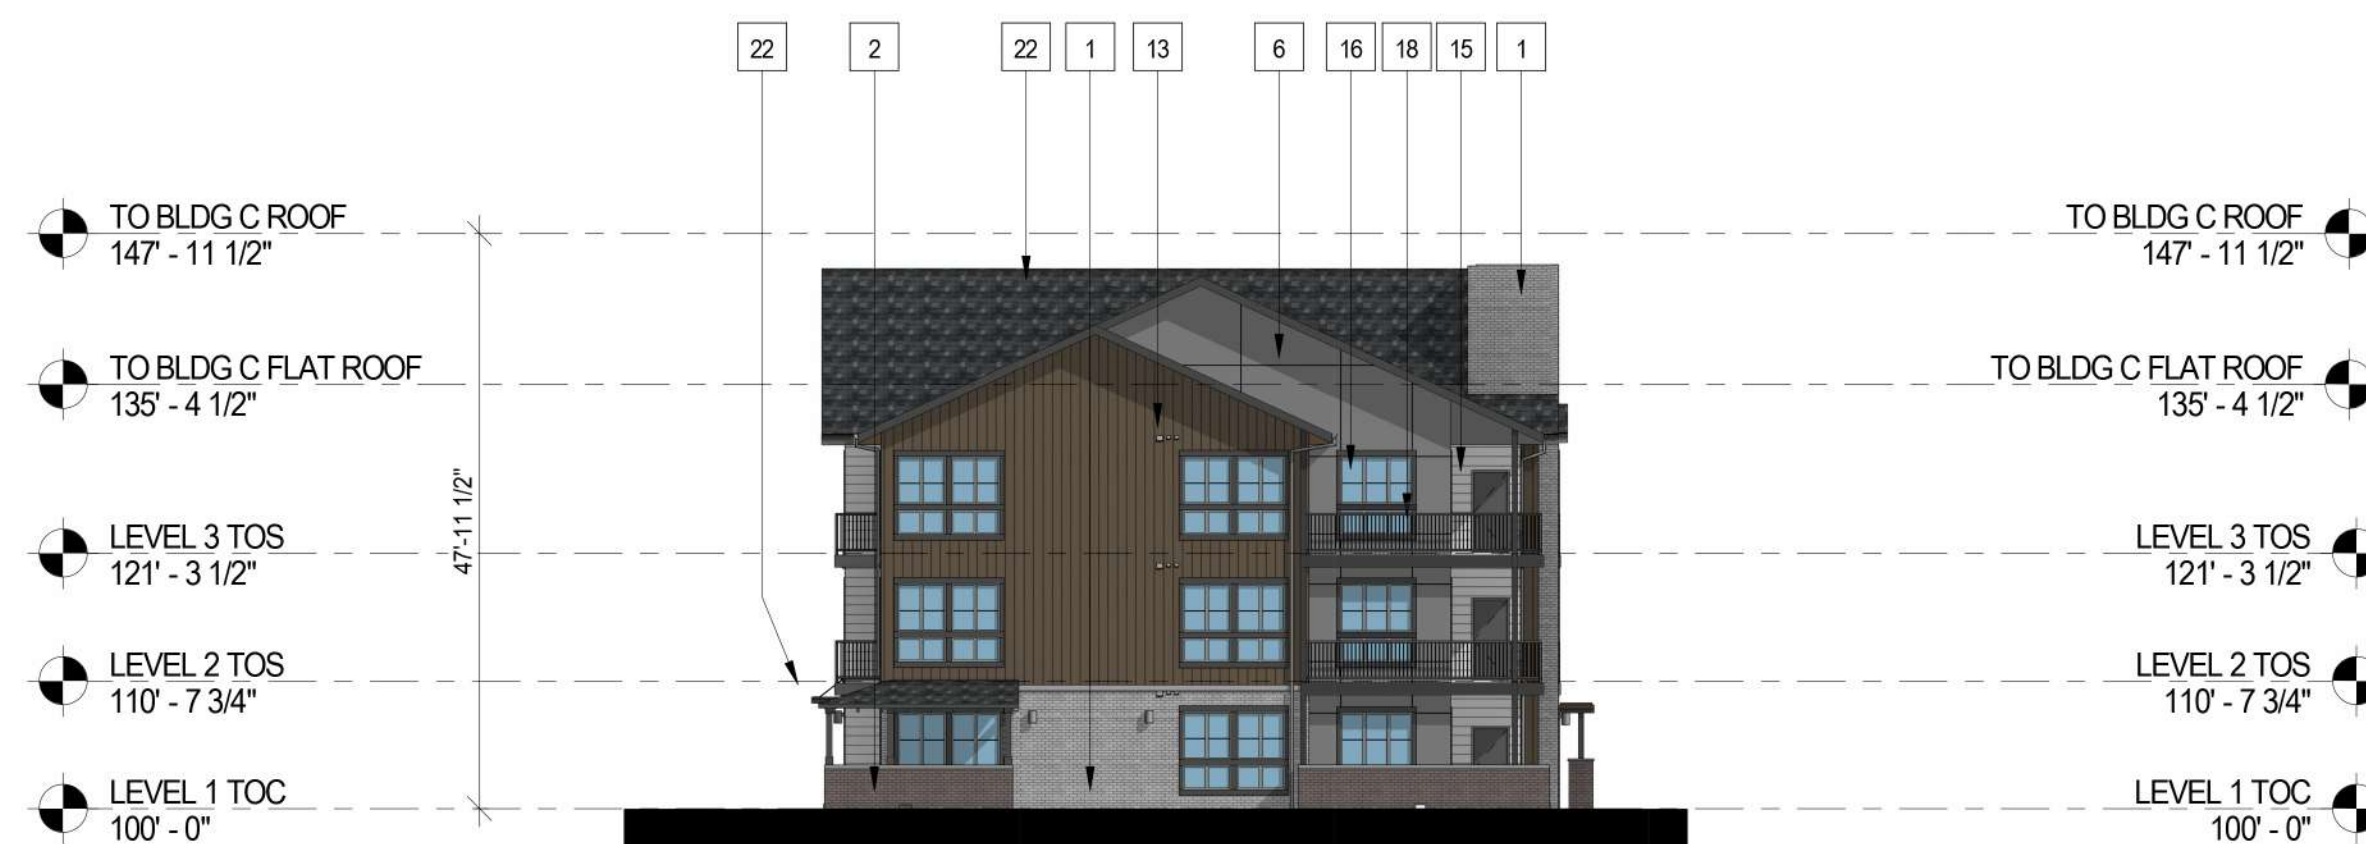 22 2 22 1 13 6 16 18 15 1
TO BLDG C ROOF
147' - 11 1/2"
TO BLDG C ROOF
147' - 11 1/2"
TO BLDG C FLAT ROOF
135' - 4 1/2"
TO BLDG C FLAT ROOF
135' - 4 1/2"
47'-11 1/2"
LEVEL 3 TOS
121' - 3 1/2"
LEVEL 3 TOS
121' - 3 1/2"
22
LEVEL 2 TOS
110' - 7 3/4"
LEVEL 2 TOS
110' - 7 3/4"
LEVEL 1 TOC
100' - 0"
LEVEL 1 TOC
100' - 0"